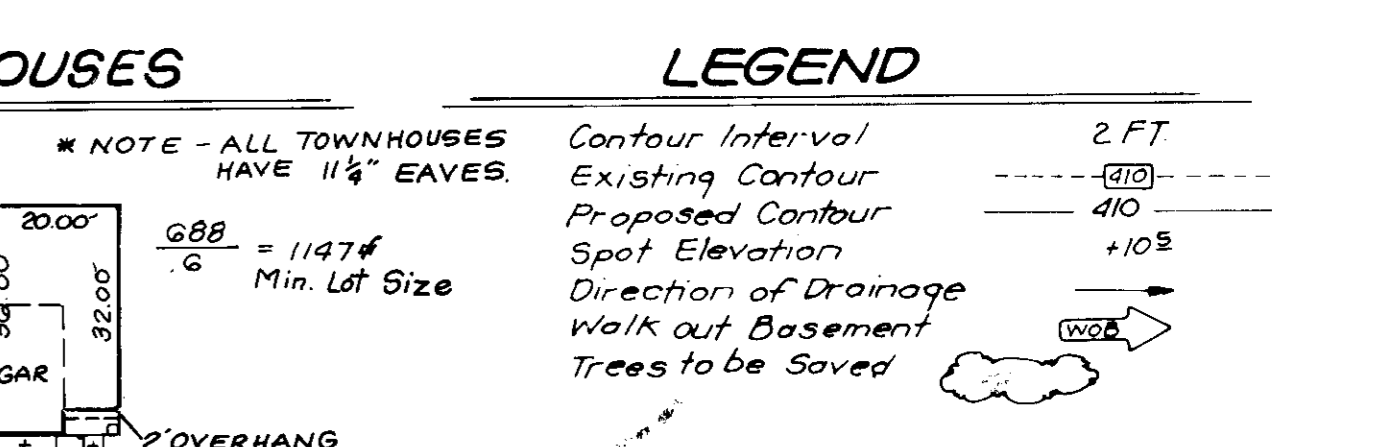 OUSES
* NOTE - ALL TOWNHOUSES
HAVE 11¼" EAVES.
20.00'
32.00
GAR
2' OVERHANG
688
.6
= 1147
Min. Lot Size
LEGEND
Contour Interval 2 FT.
Existing Contour 410
Proposed Contour 410
Spot Elevation +10 5
Direction of Drainage
Walk out Basement WOB
Trees to be Saved